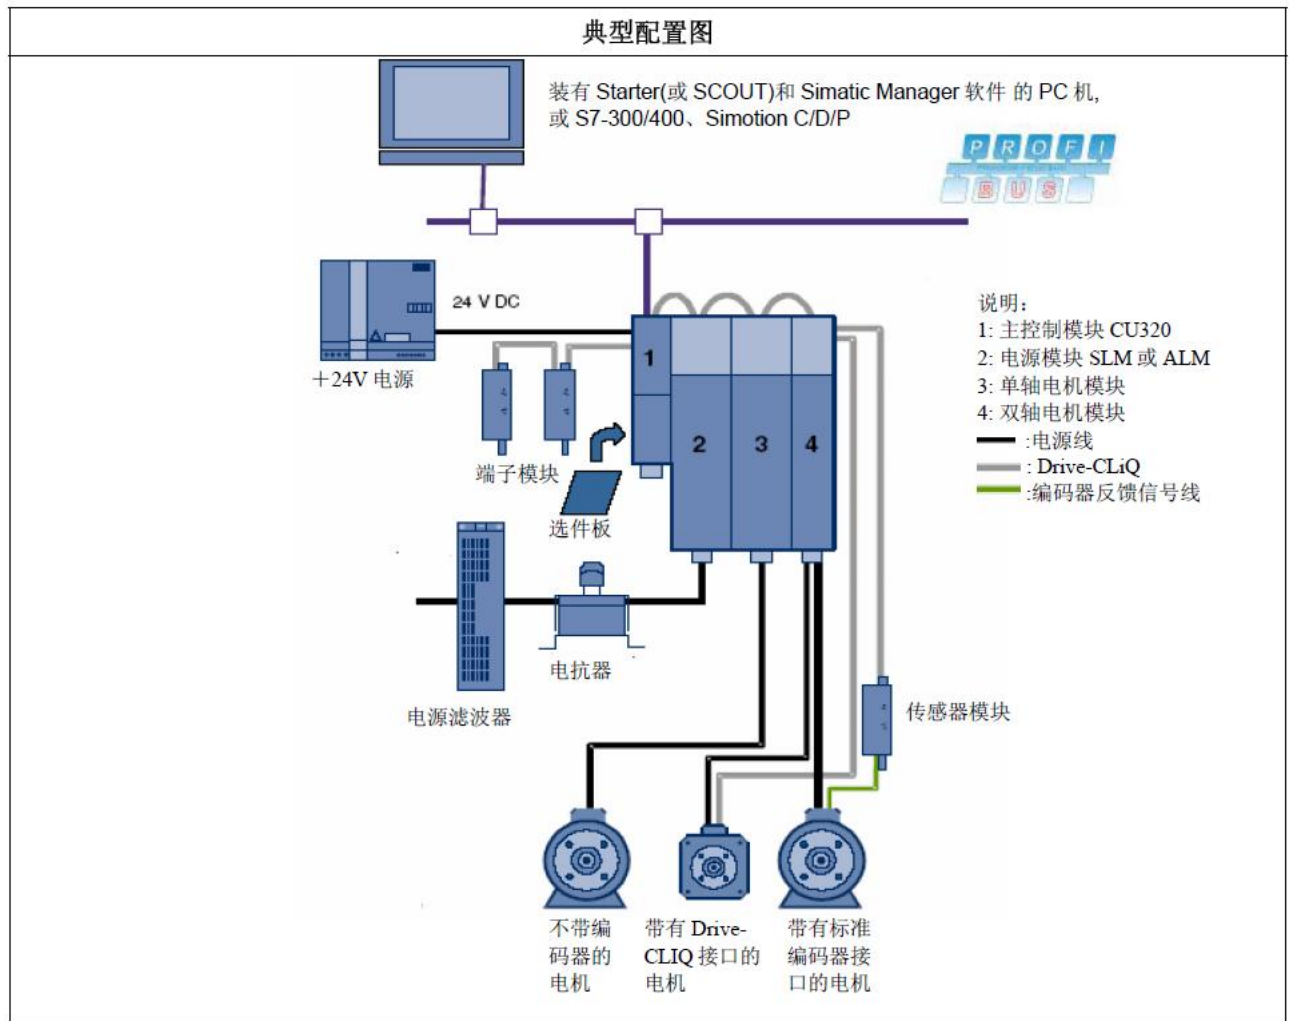 典型配置图
装有 Starter(或 SCOUT)和 Simatic Manager 软件 的 PC 机,
或 S7-300/400、Simotion C/D/P
PROFI
BUS
24 V DC
+24V 电源
说明:
1: 主控制模块 CU320
2: 电源模块 SLM 或 ALM
3: 单轴电机模块
4: 双轴电机模块
:电源线
: Drive-CLiQ
:编码器反馈信号线
1
2
3
4
端子模块
选件板
电抗器
电源滤波器
传感器模块
不带编
码器的
电机
带有 Drive-
CLIQ 接口的
电机
带有标准
编码器接
口的电机